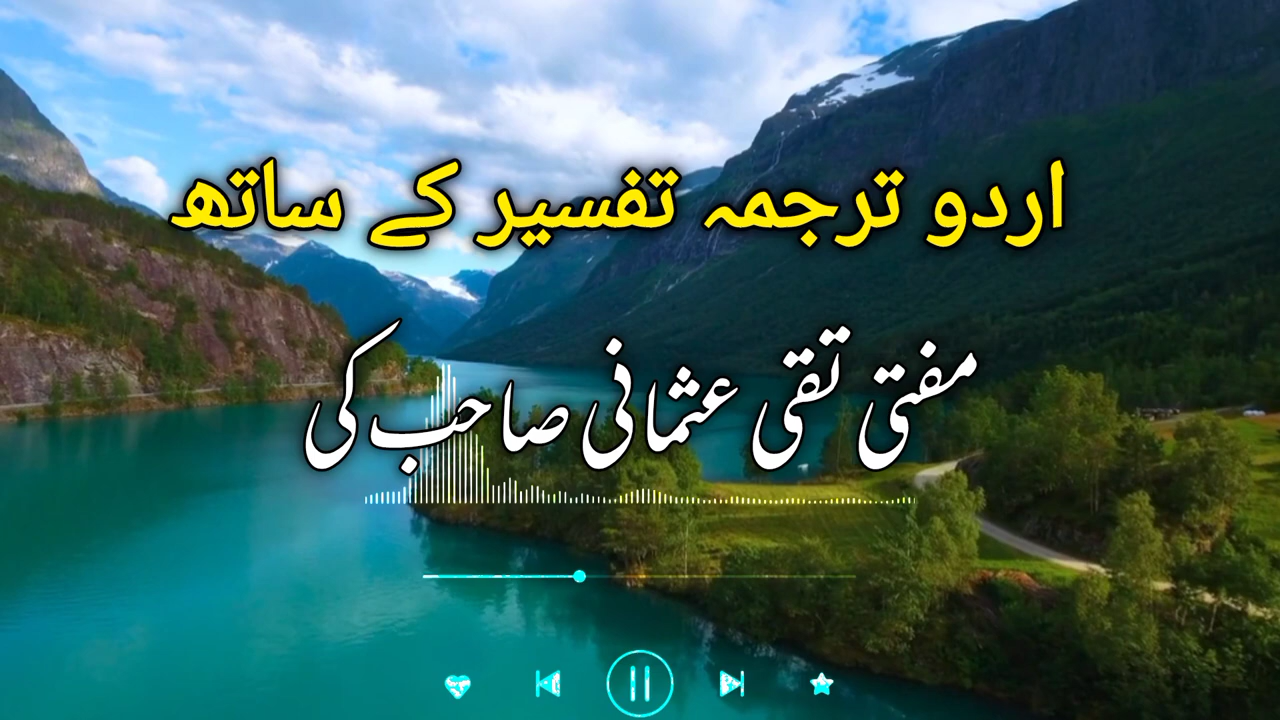 اردو ترجمہ تفسیر کے ساتھ
مفتی تقی عثمانی صاحب کی